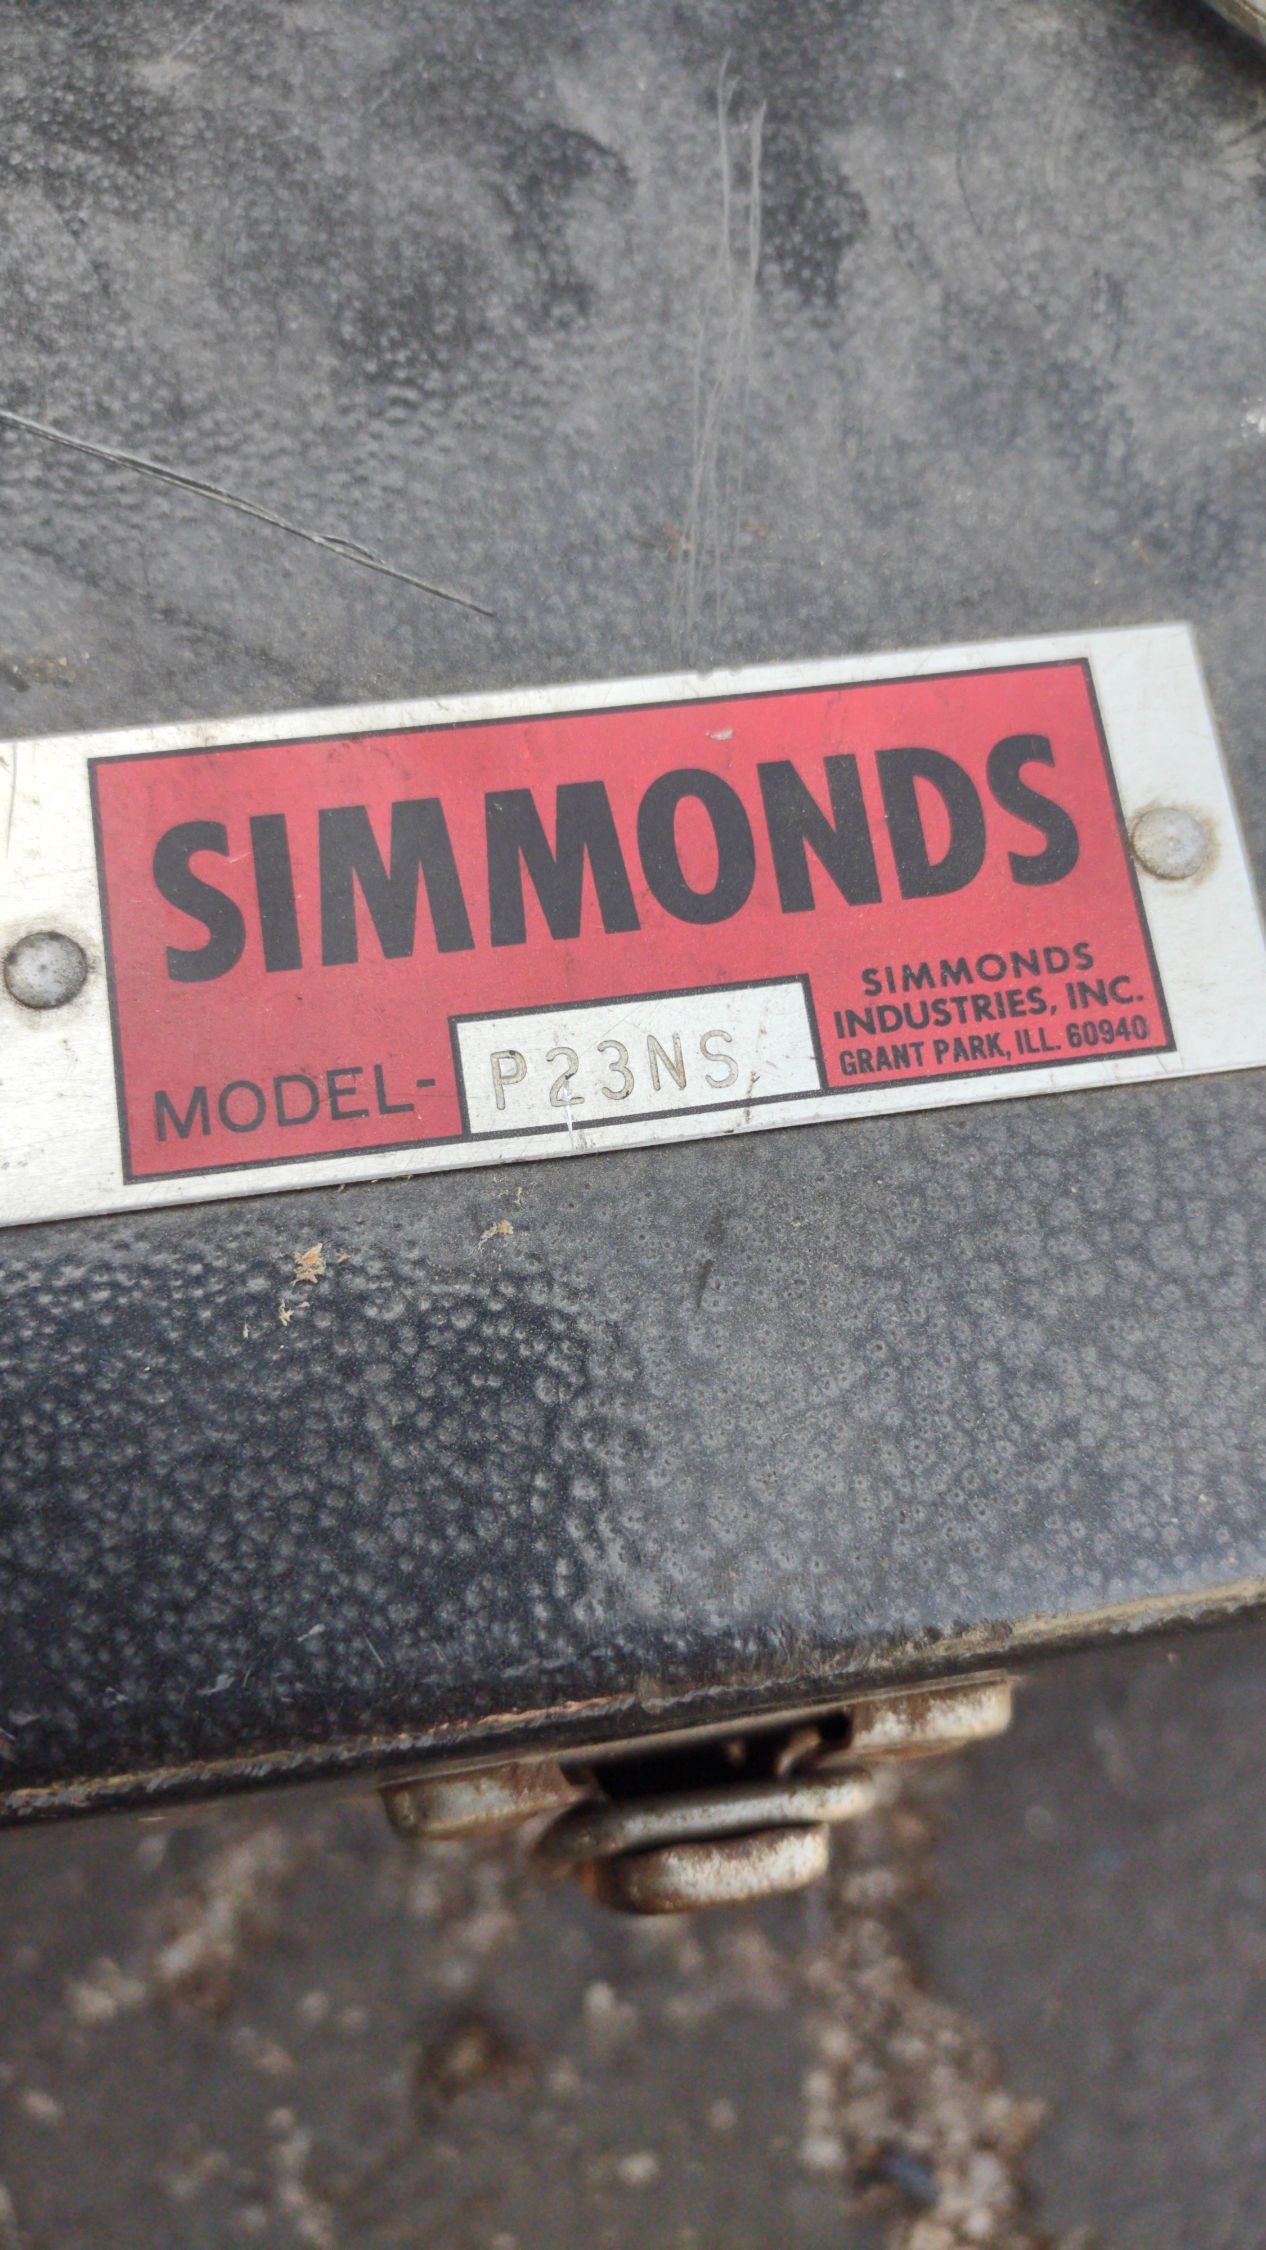 SIMMONDS
MODEL- P23NS
SIMMONDS
INDUSTRIES, INC.
GRANT PARK, ILL. 60940